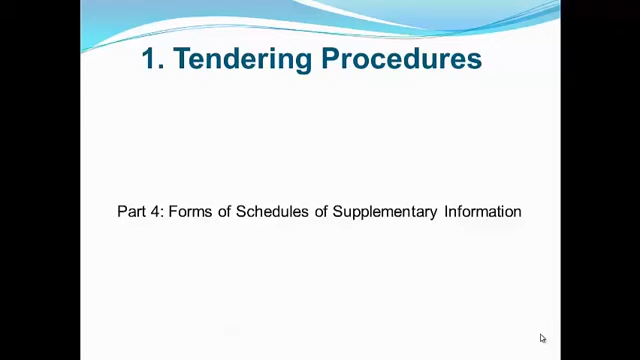 1. Tendering Procedures
Part 4: Forms of Schedules of Supplementary Information